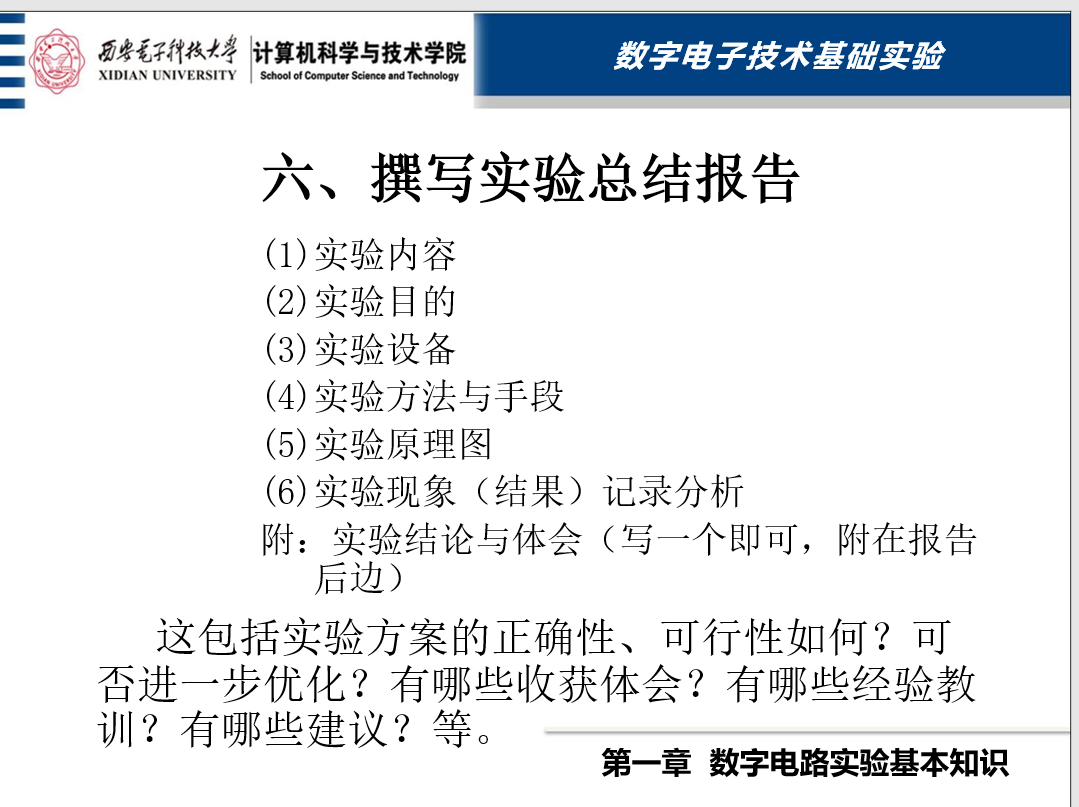 西安电子科技大学
XIDIAN UNIVERSITY
计算机科学与技术学院
School of Computer Science and Technology
数字电子技术基础实验
六、撰写实验总结报告
(1)实验内容
(2)实验目的
(3)实验设备
(4)实验方法与手段
(5)实验原理图
(6)实验现象（结果）记录分析
附：实验结论与体会（写一个即可，附在报告
后边）
这包括实验方案的正确性、可行性如何？可
否进一步优化？有哪些收获体会？有哪些经验教
训？有哪些建议？等。
第一章 数字电路实验基本知识